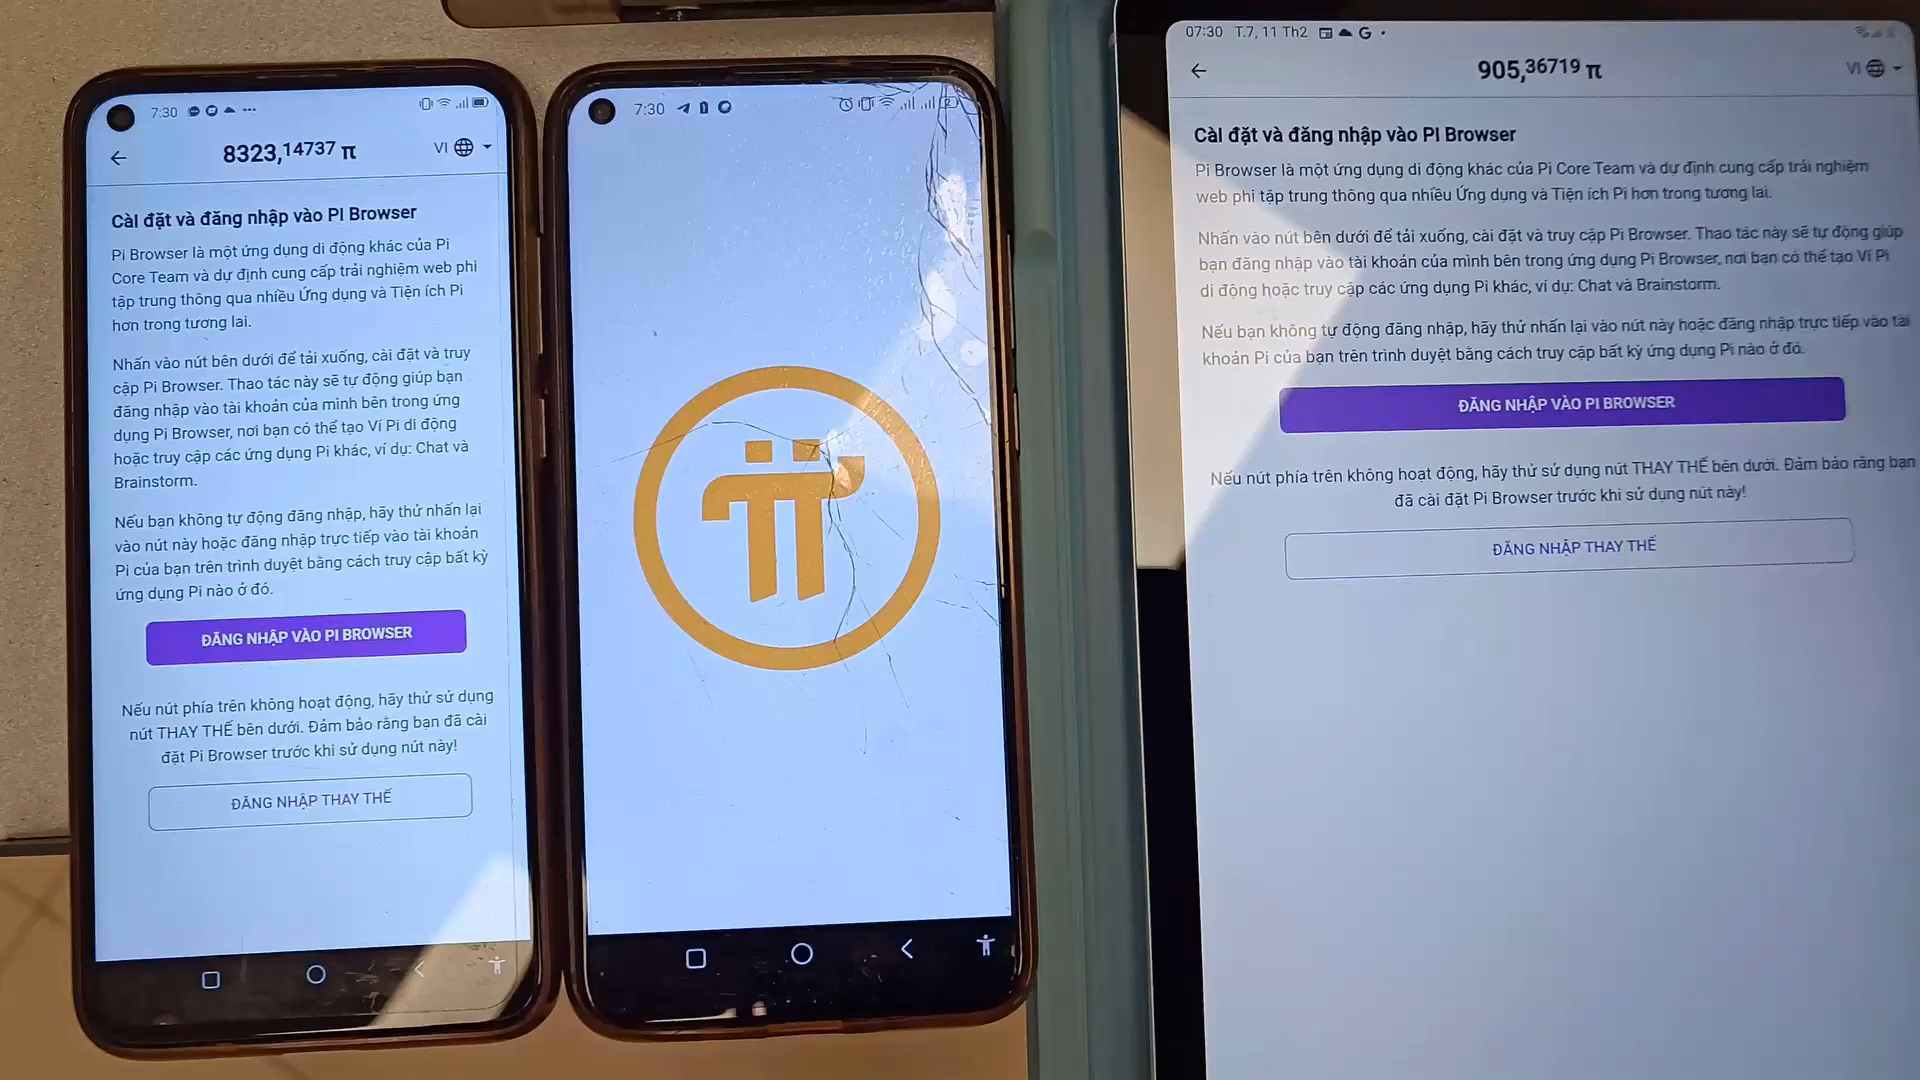 7:30
8323,14737 π
VI
Cài đặt và đăng nhập vào PI Browser
Pi Browser là một ứng dụng di động khác của Pi
Core Team và dự định cung cấp trải nghiệm web phi
tập trung thông qua nhiều Ứng dụng và Tiện ích Pi
hơn trong tương lai.
Nhấn vào nút bên dưới để tải xuống, cài đặt và truy
cập Pi Browser. Thao tác này sẽ tự động giúp bạn
đăng nhập vào tài khoản của mình bên trong ứng
dụng Pi Browser, nơi bạn có thể tạo Ví Pi di động
hoặc truy cập các ứng dụng Pi khác, ví dụ: Chat và
Brainstorm.
Nếu bạn không tự động đăng nhập, hãy thử nhấn lại
vào nút này hoặc đăng nhập trực tiếp vào tài khoản
Pi của bạn trên trình duyệt bằng cách truy cập bất kỳ
ứng dụng Pi nào ở đó.
ĐĂNG NHẬP VÀO PI BROWSER
Nếu nút phía trên không hoạt động, hãy thử sử dụng
nút THAY THẾ bên dưới. Đảm bảo rằng bạn đã cài
đặt Pi Browser trước khi sử dụng nút này!
ĐĂNG NHẬP THAY THẾ
7:30
07:30 T.7, 11 Th2
905,36719 π
VI
Cài đặt và đăng nhập vào PI Browser
Pi Browser là một ứng dụng di động khác của Pi Core Team và dự định cung cấp trải nghiệm
web phi tập trung thông qua nhiều Ứng dụng và Tiện ích Pi hơn trong tương lai.
Nhấn vào nút bên dưới để tải xuống, cài đặt và truy cập Pi Browser. Thao tác này sẽ tự động giúp
bạn đăng nhập vào tài khoản của mình bên trong ứng dụng Pi Browser, nơi bạn có thể tạo Ví Pi
di động hoặc truy cập các ứng dụng Pi khác, ví dụ: Chat và Brainstorm.
Nếu bạn không tự động đăng nhập, hãy thử nhấn lại vào nút này hoặc đăng nhập trực tiếp vào tài
khoản Pi của bạn trên trình duyệt bằng cách truy cập bất kỳ ứng dụng Pi nào ở đó.
ĐĂNG NHẬP VÀO PI BROWSER
Nếu nút phía trên không hoạt động, hãy thử sử dụng nút THAY THẾ bên dưới. Đảm bảo rằng bạn
đã cài đặt Pi Browser trước khi sử dụng nút này!
ĐĂNG NHẬP THAY THẾ